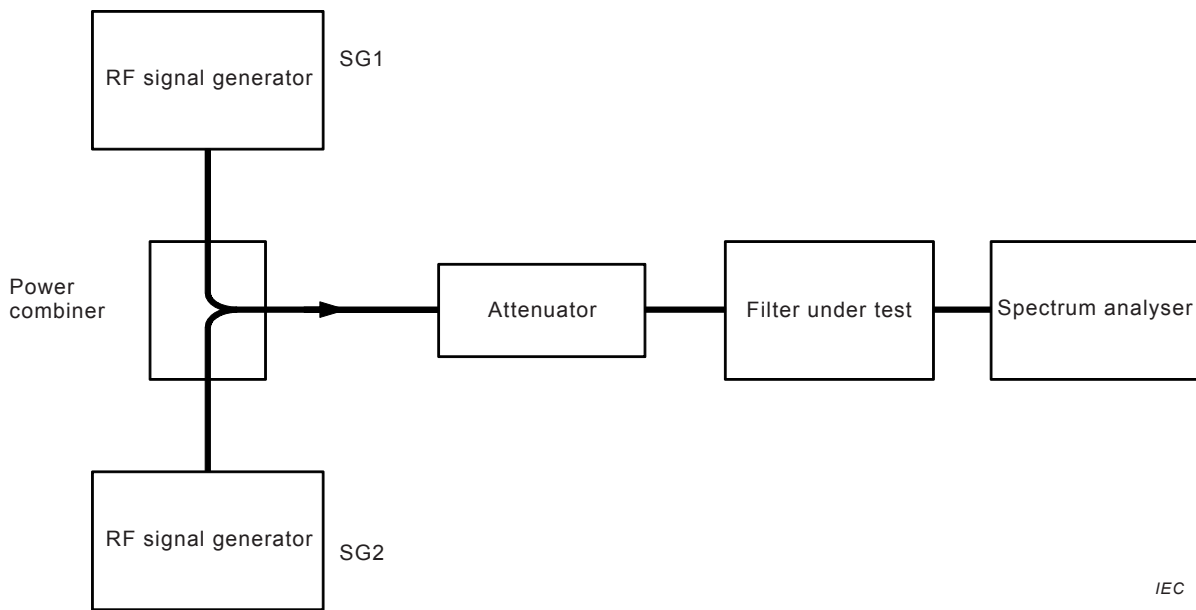 RF signal generator
SG1
Power
combiner
Attenuator
Filter under test
Spectrum analyser
RF signal generator
SG2
IEC